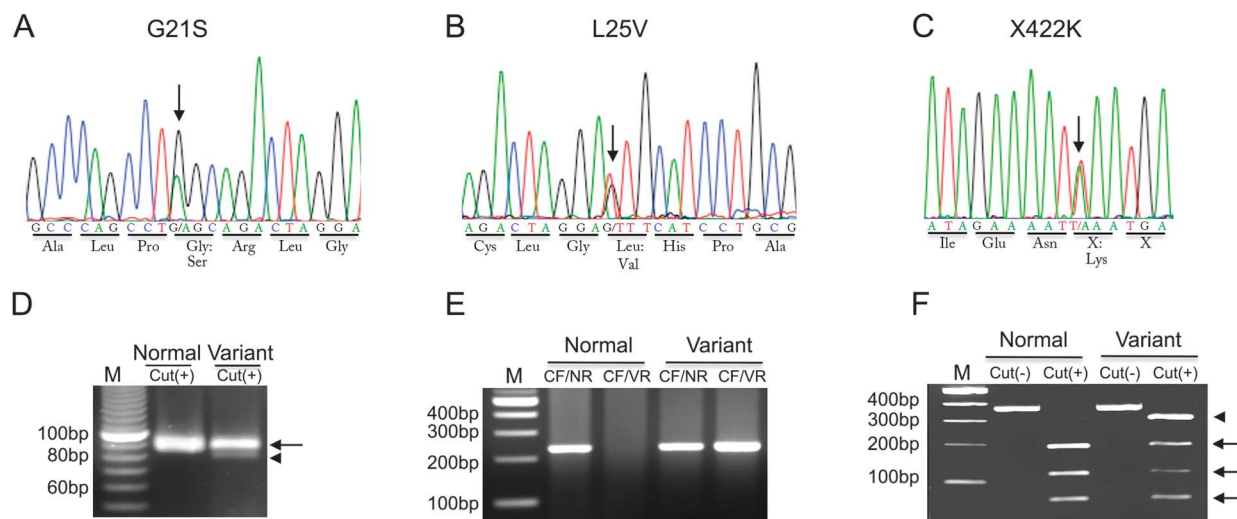 A
G21S
G C C C A G C C T G/A G C A G A C T A G G A
Ala Leu Pro Gly: Arg Leu Gly
Ser
B
L25V
A G A C T A G G A G/T T T C A T C C T G C G
Cys Leu Gly Leu: His Pro Ala
Val
C
X422K
A T A G A A A A T T/A A A T G A
Ile Glu Asn X: X
Lys
D
Normal Variant
M Cut(+) Cut(+)
100bp
80bp
60bp
E
Normal Variant
M CF/NR CF/VR CF/NR CF/VR
400bp
300bp
200bp
100bp
F
Normal Variant
M Cut(-) Cut(+) Cut(-) Cut(+)
400bp
300bp
200bp
100bp